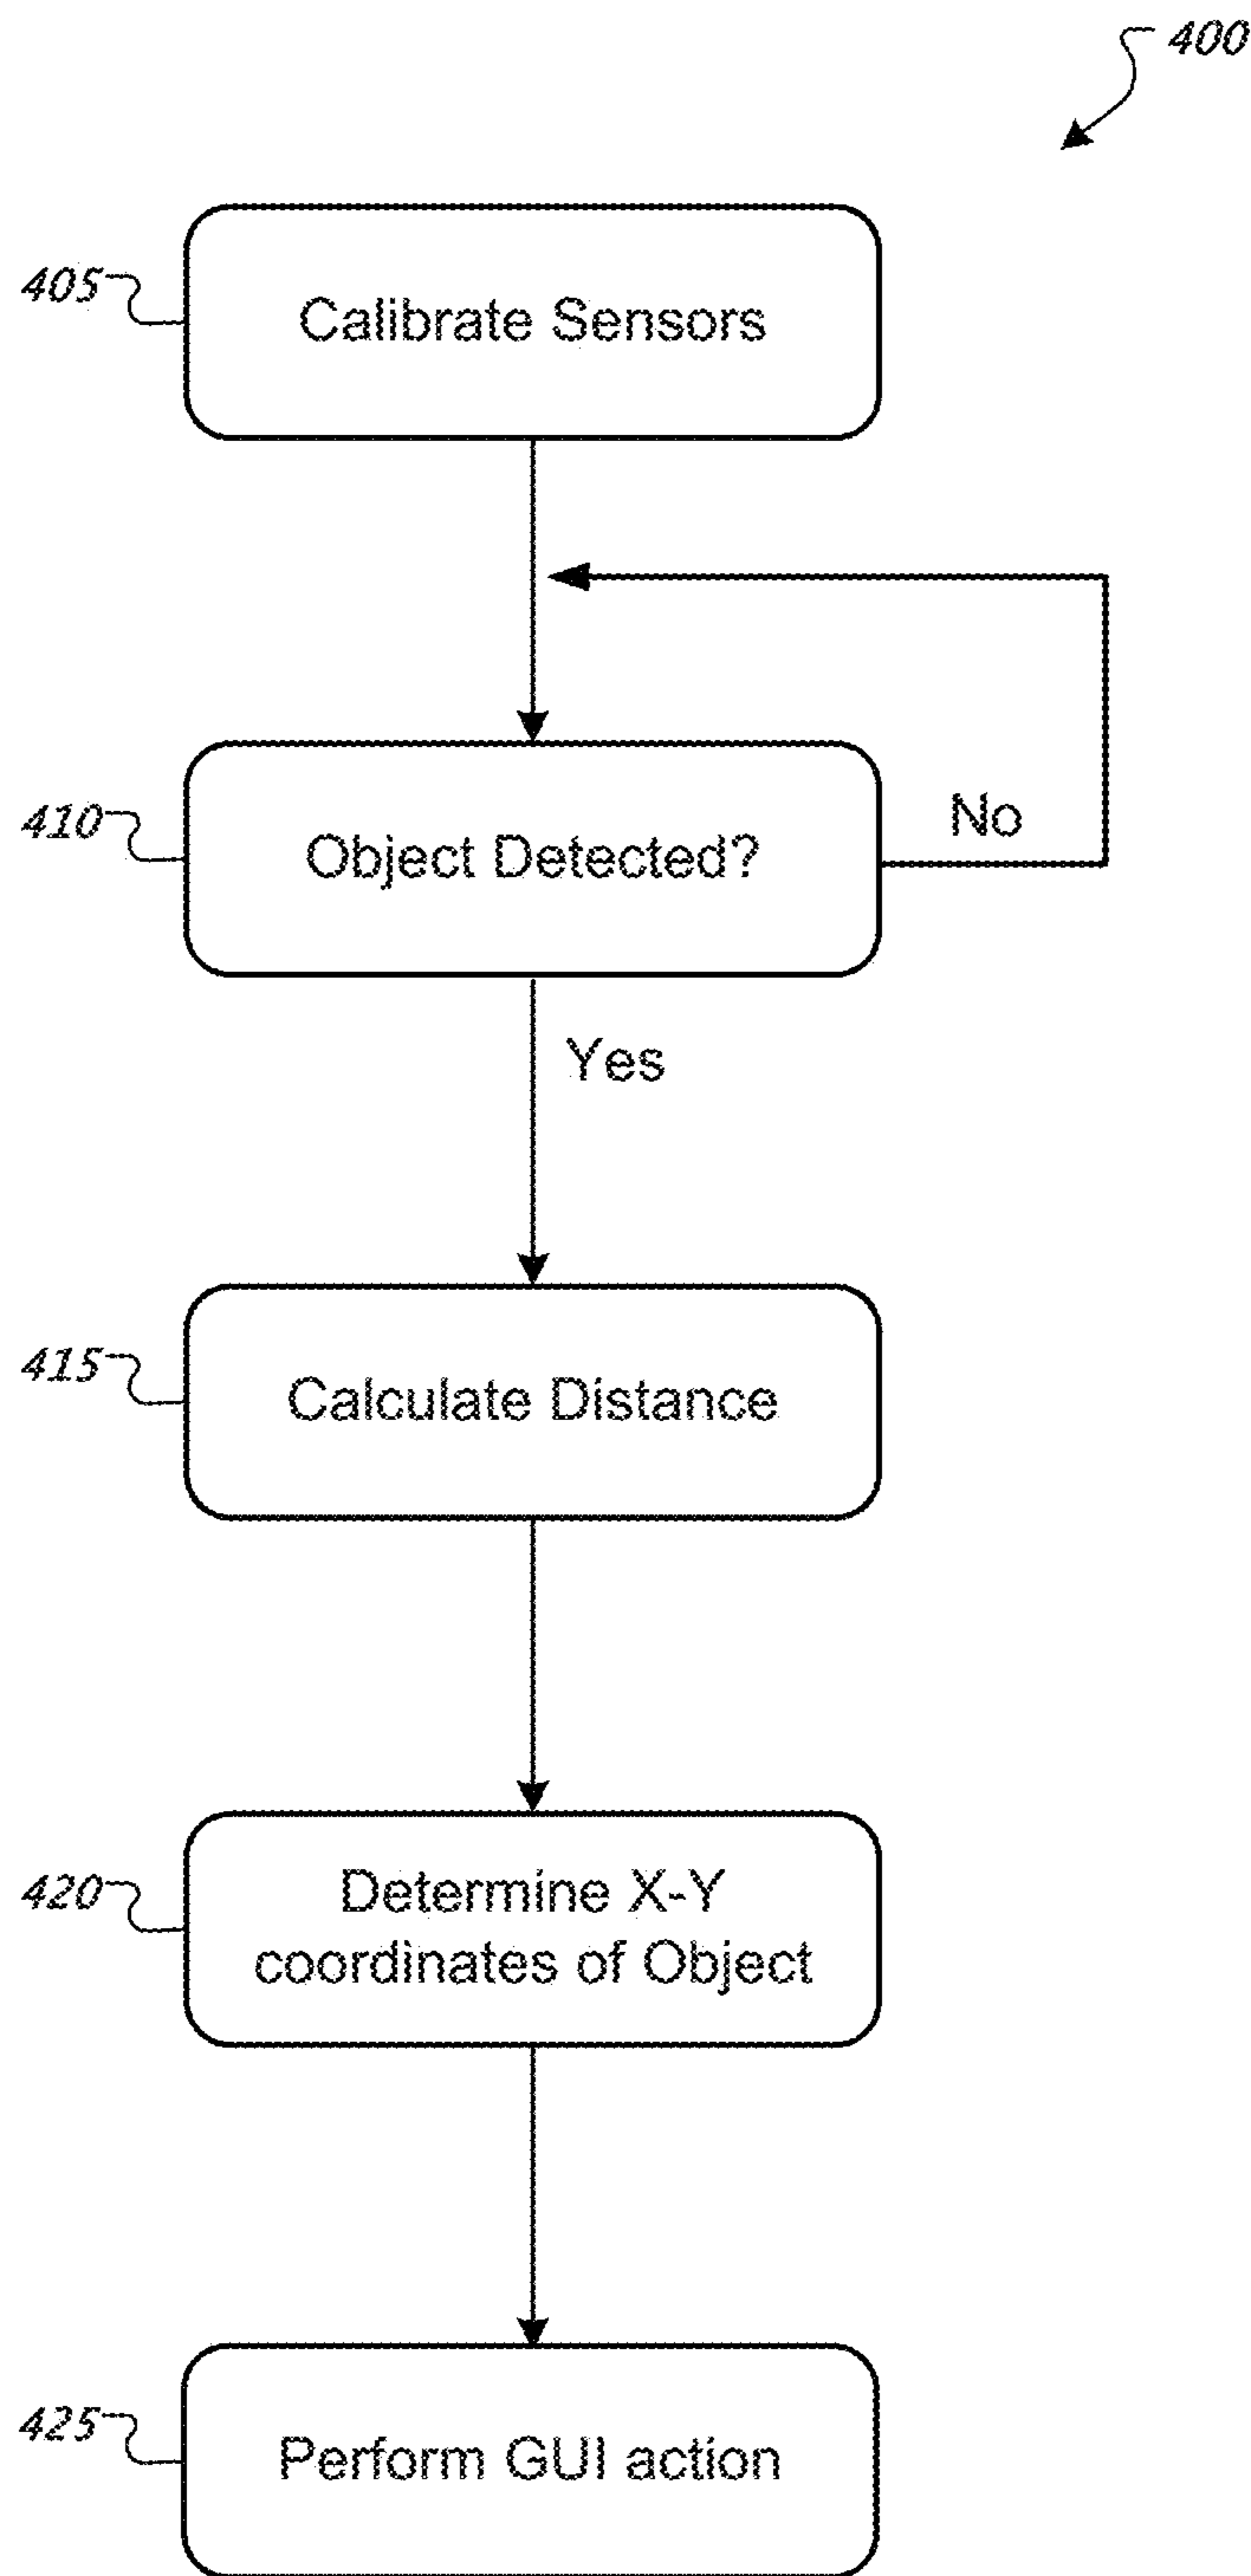 400
405
Calibrate Sensors
410
Object Detected?
No
Yes
415
Calculate Distance
420
Determine X-Y
coordinates of Object
425
Perform GUI action